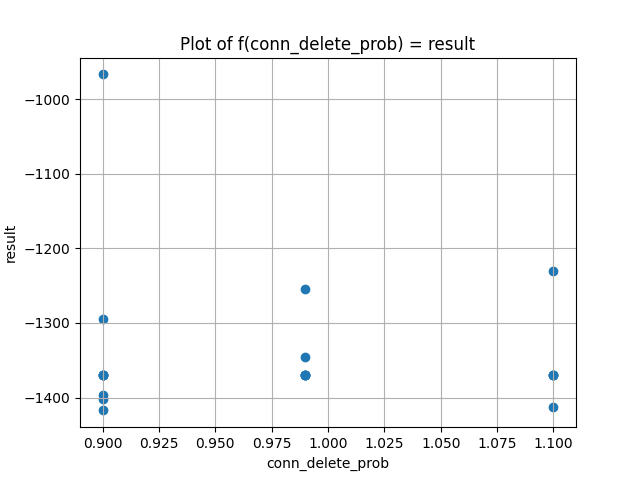 Plot of f(conn_delete_prob) = result
−1000
−1100
−1200
−1300
−1400
result
0.900 0.925 0.950 0.975 1.000 1.025 1.050 1.075 1.100
conn_delete_prob